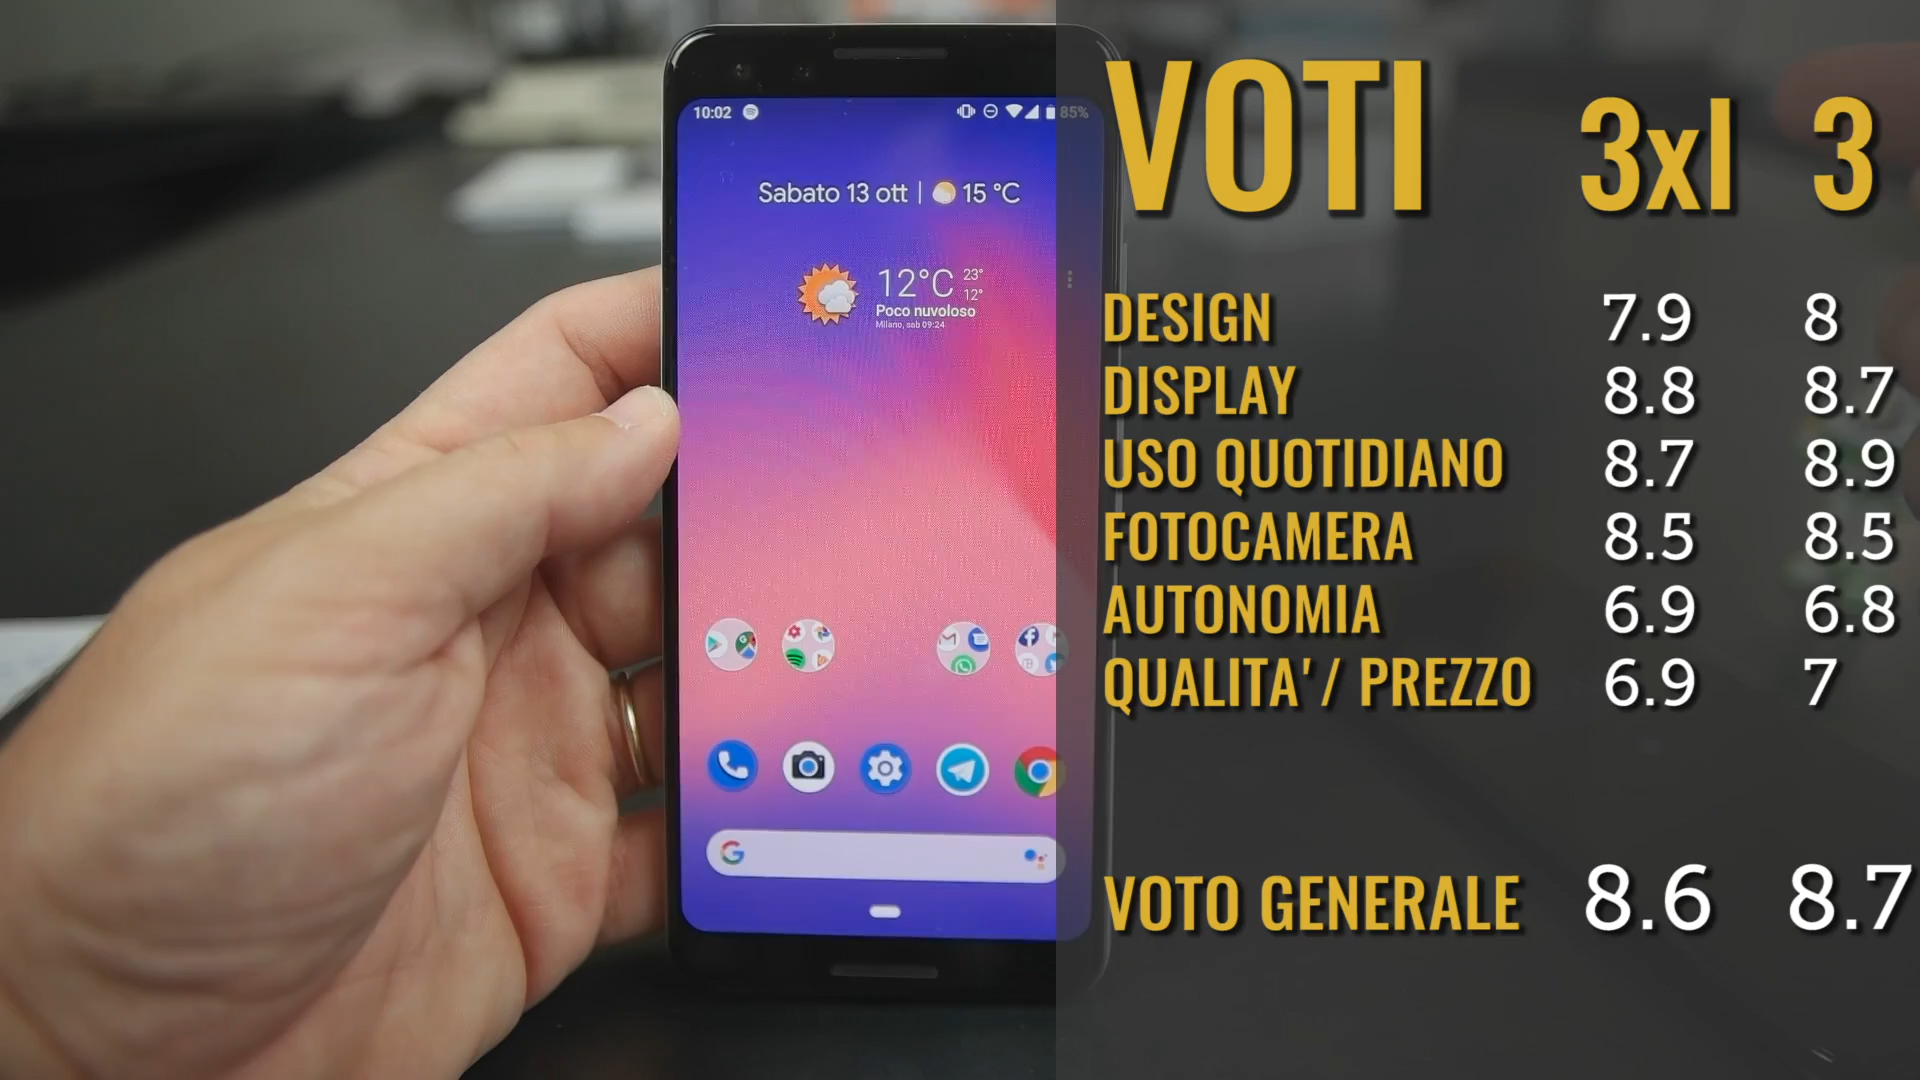 VOTI 3xl 3
10:02 85%
Sabato 13 ott | 15 °C
12°C 23° 12°
Poco nuvoloso
Milano, sab 09:24
DESIGN 7.9 8
DISPLAY 8.8 8.7
USO QUOTIDIANO 8.7 8.9
FOTOCAMERA 8.5 8.5
AUTONOMIA 6.9 6.8
QUALITA'/ PREZZO 6.9 7
VOTO GENERALE 8.6 8.7